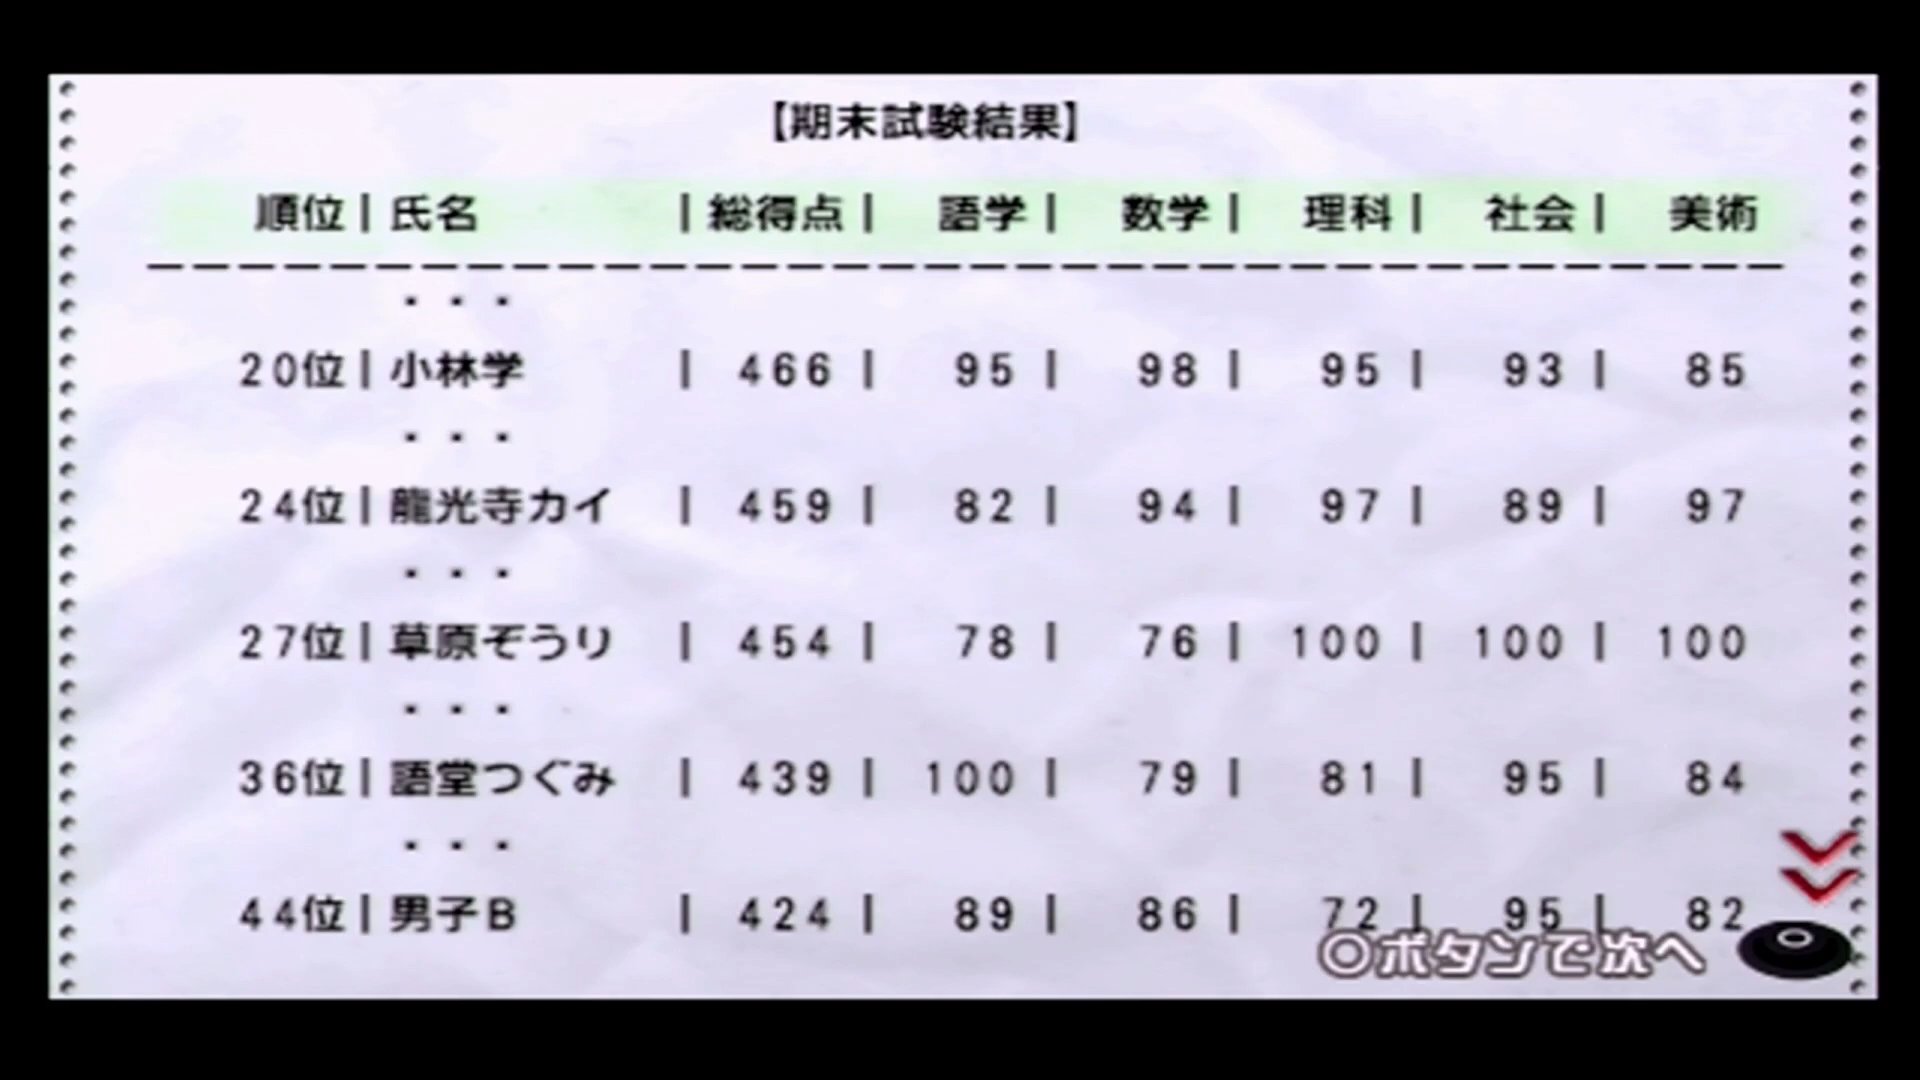 【期末試験結果】
順位|氏名|総得点|語学|数学|理科|社会|美術
・・・
20位|小林学|466|95|98|95|93|85
・・・
24位|龍光寺カイ|459|82|94|97|89|97
・・・
27位|草原ぞうり|454|78|76|100|100|100
・・・
36位|語堂つぐみ|439|100|79|81|95|84
・・・
44位|男子B|424|89|86|72|95|82
○ボタンで次へ